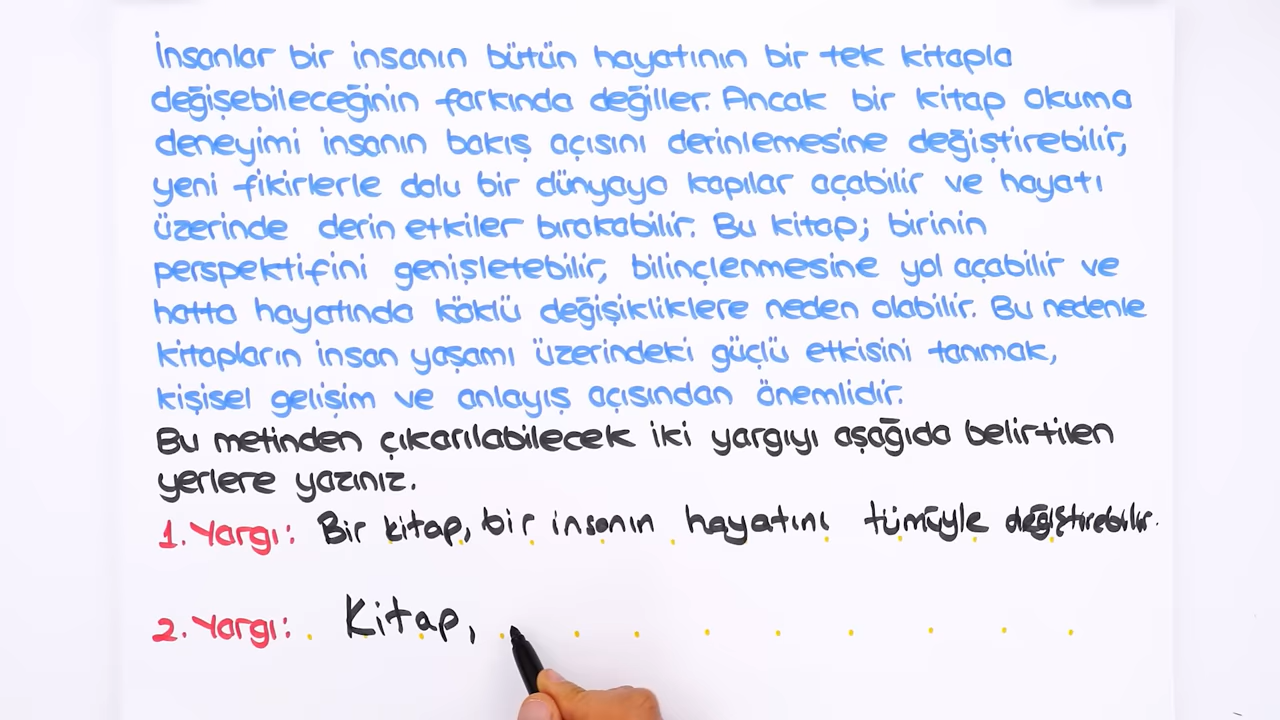 İnsanlar bir insanın bütün hayatının bir tek kitapla
değişebileceğinin farkında değiller. Ancak bir kitap okuma
deneyimi insanın bakış açısını derinlemesine değiştirebilir,
yeni fikirlerle dolu bir dünyaya kapılar açabilir ve hayatı
üzerinde derin etkiler bırakabilir. Bu kitap; birinin
perspektifini genişletebilir, bilinçlenmesine yol açabilir ve
hatta hayatında köklü değişikliklere neden olabilir. Bu nedenle
kitapların insan yaşamı üzerindeki güçlü etkisini tanımak,
kişisel gelişim ve anlayış açısından önemlidir.
Bu metinden çıkarılabilecek iki yargıyı aşağıda belirtilen
yerlere yazınız.
1. Yargı: Bir kitap, bir insanın hayatını tümüyle değiştirebilir.
2. Yargı: Kitap,